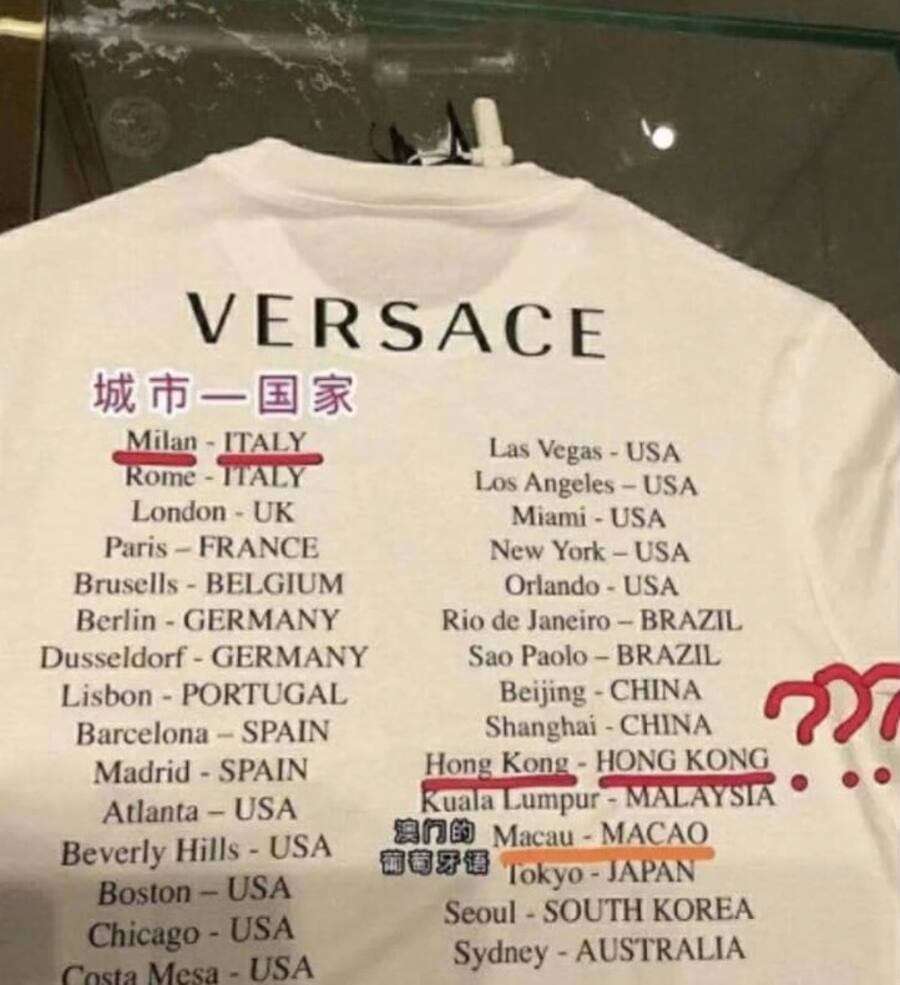 VERSACE
城市—国家
Milan - ITALY
Rome - ITALY
London - UK
Paris – FRANCE
Brusells - BELGIUM
Berlin - GERMANY
Dusseldorf - GERMANY
Lisbon - PORTUGAL
Barcelona – SPAIN
Madrid - SPAIN
Atlanta – USA
Beverly Hills - USA
Boston – USA
Chicago - USA
Costa Mesa - USA
Las Vegas - USA
Los Angeles – USA
Miami - USA
New York – USA
Orlando - USA
Rio de Janeiro – BRAZIL
Sao Paolo – BRAZIL
Beijing - CHINA
Shanghai - CHINA
Hong Kong - HONG KONG
???
Kuala Lumpur - MALAYSIA
澳门的
葡萄牙语
Macau - MACAO
Tokyo - JAPAN
Seoul - SOUTH KOREA
Sydney - AUSTRALIA